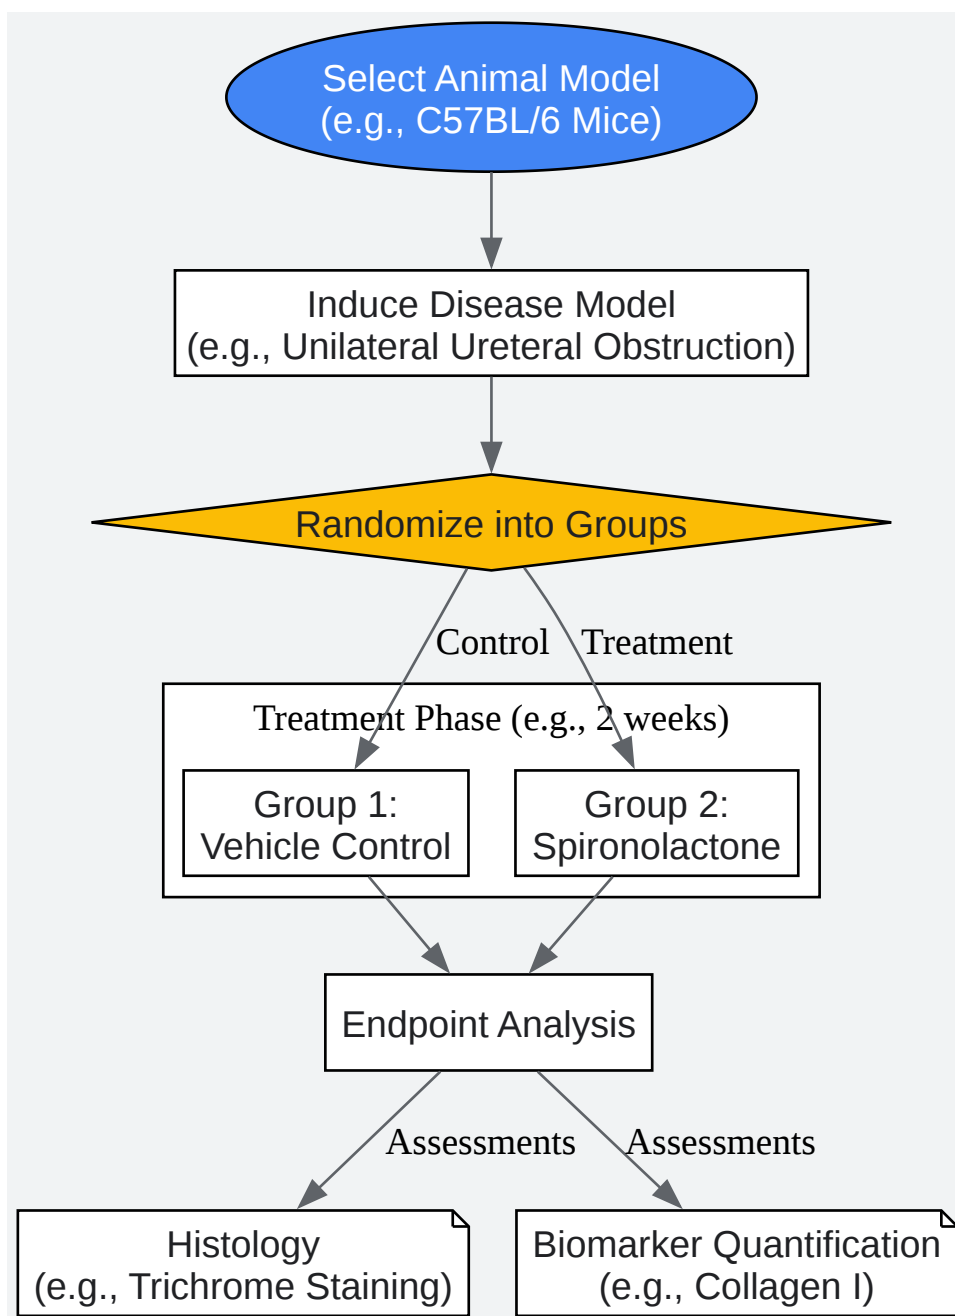 Select Animal Model
(e.g., C57BL/6 Mice)
Induce Disease Model
(e.g., Unilateral Ureteral Obstruction)
Randomize into Groups
Control
Treatment
Treatment Phase (e.g., 2 weeks)
Group 1:
Vehicle Control
Group 2:
Spironolactone
Endpoint Analysis
Assessments
Assessments
Histology
(e.g., Trichrome Staining)
Biomarker Quantification
(e.g., Collagen I)